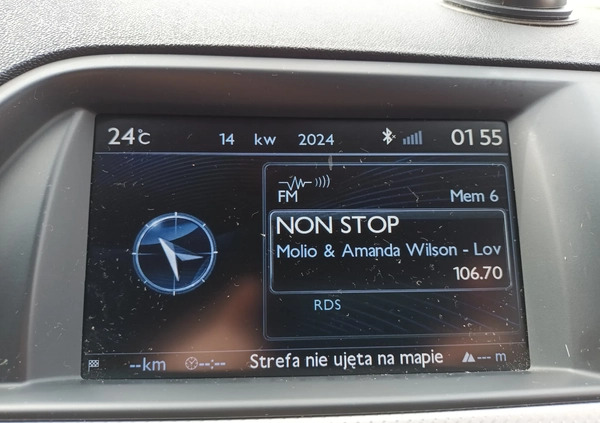 24°C 14 kw 2024 01 55
FM
Mem 6
NON STOP
Molio & Amanda Wilson - Lov
106.70
RDS
--km --:-- Strefa nie ujęta na mapie --- m